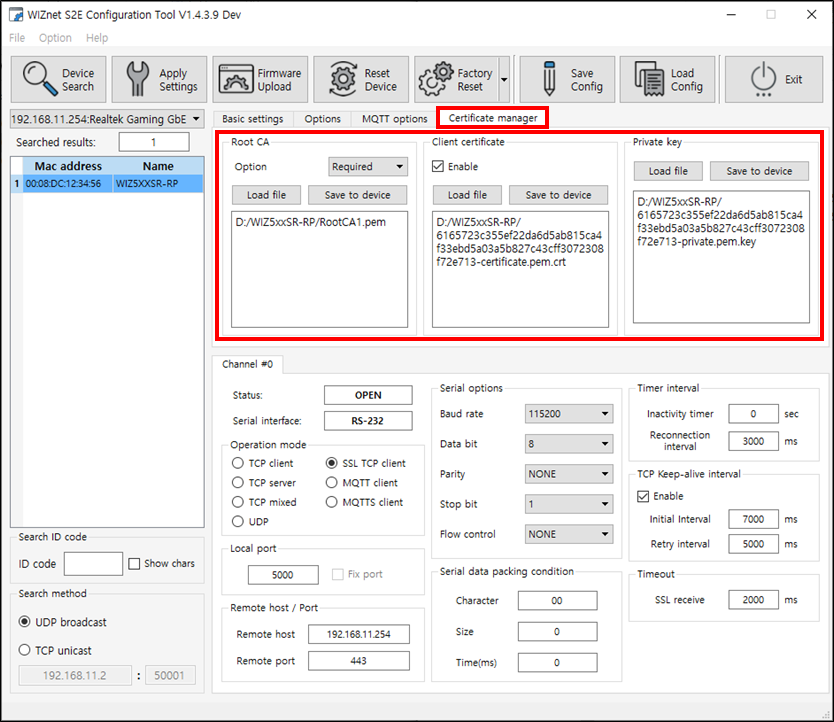 WIZnet S2E Configuration Tool V1.4.3.9 Dev
File Option Help
Device Search
Apply Settings
Firmware Upload
Reset Device
Factory Reset
Save Config
Load Config
Exit
192.168.11.254:Realtek Gaming GbE
Searched results: 1
Mac address Name
1 00:08:DC:12:34:56 WIZ5XXSR-RP
Search ID code
ID code Show chars
Search method
UDP broadcast
TCP unicast
192.168.11.2 : 50001
Basic settings Options MQTT options Certificate manager
Root CA
Option Required
Load file Save to device
D:/WIZ5xxSR-RP/RootCA1.pem
Client certificate
Enable
Load file Save to device
D:/WIZ5xxSR-RP/
6165723c355ef22da6d5ab815ca4
f33ebd5a03a5b827c43cff3072308
f72e713-certificate.pem.crt
Private key
Load file Save to device
D:/WIZ5xxSR-RP/
6165723c355ef22da6d5ab815ca4
f33ebd5a03a5b827c43cff3072308
f72e713-private.pem.key
Channel #0
Status: OPEN
Serial interface: RS-232
Operation mode
TCP client SSL TCP client
TCP server MQTT client
TCP mixed MQTTS client
UDP
Local port
5000 Fix port
Remote host / Port
Remote host 192.168.11.254
Remote port 443
Serial options
Baud rate 115200
Data bit 8
Parity NONE
Stop bit 1
Flow control NONE
Serial data packing condition
Character 00
Size 0
Time(ms) 0
Timer interval
Inactivity timer 0 sec
Reconnection
interval 3000 ms
TCP Keep-alive interval
Enable
Initial Interval 7000 ms
Retry interval 5000 ms
Timeout
SSL receive 2000 ms